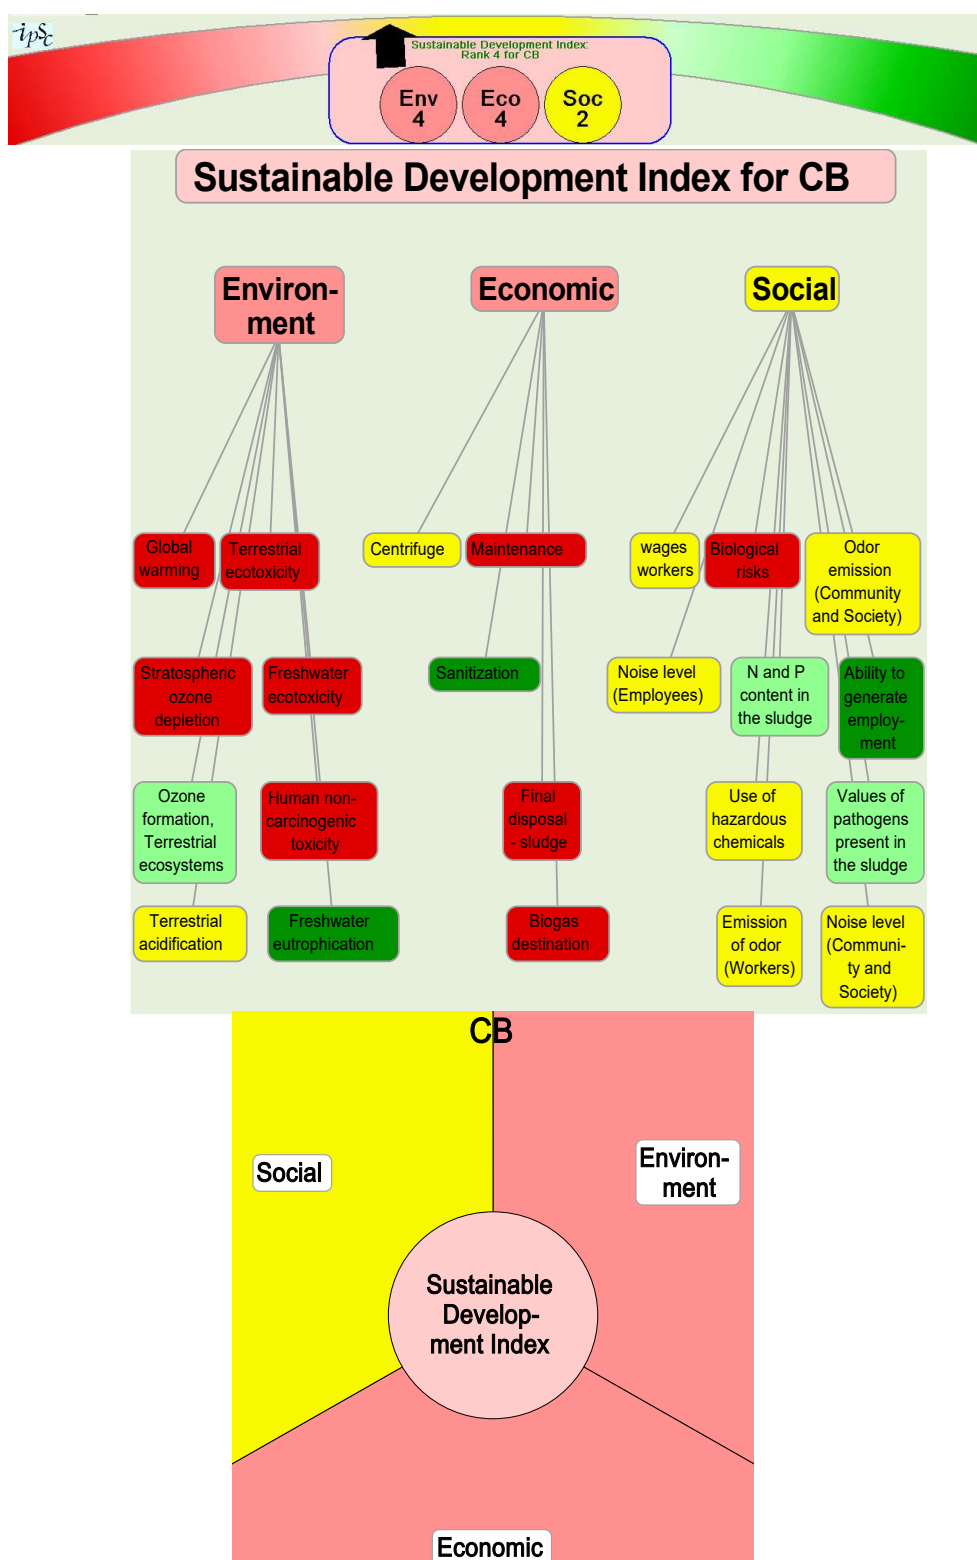 ipsc
Sustainable Development Index:
Rank 4 for CB
Env
4
Eco
4
Soc
2
Sustainable Development Index for CB
Environ-
ment
Economic
Social
Global
warming
Terrestrial
ecotoxicity
Centrifuge
Maintenance
wages
workers
Biological
risks
Odor
emission
(Community
and Society)
Stratospheric
ozone
depletion
Freshwater
ecotoxicity
Sanitization
Noise level
(Employees)
N and P
content in
the sludge
Ability to
generate
employ-
ment
Ozone
formation,
Terrestrial
ecosystems
Human non-
carcinogenic
toxicity
Final
disposal
- sludge
Use of
hazardous
chemicals
Values of
pathogens
present in
the sludge
Terrestrial
acidification
Freshwater
eutrophication
Biogas
destination
Emission
of odor
(Workers)
Noise level
(Communi-
ty and
Society)
CB
Social
Environ-
ment
Sustainable
Develop-
ment Index
Economic